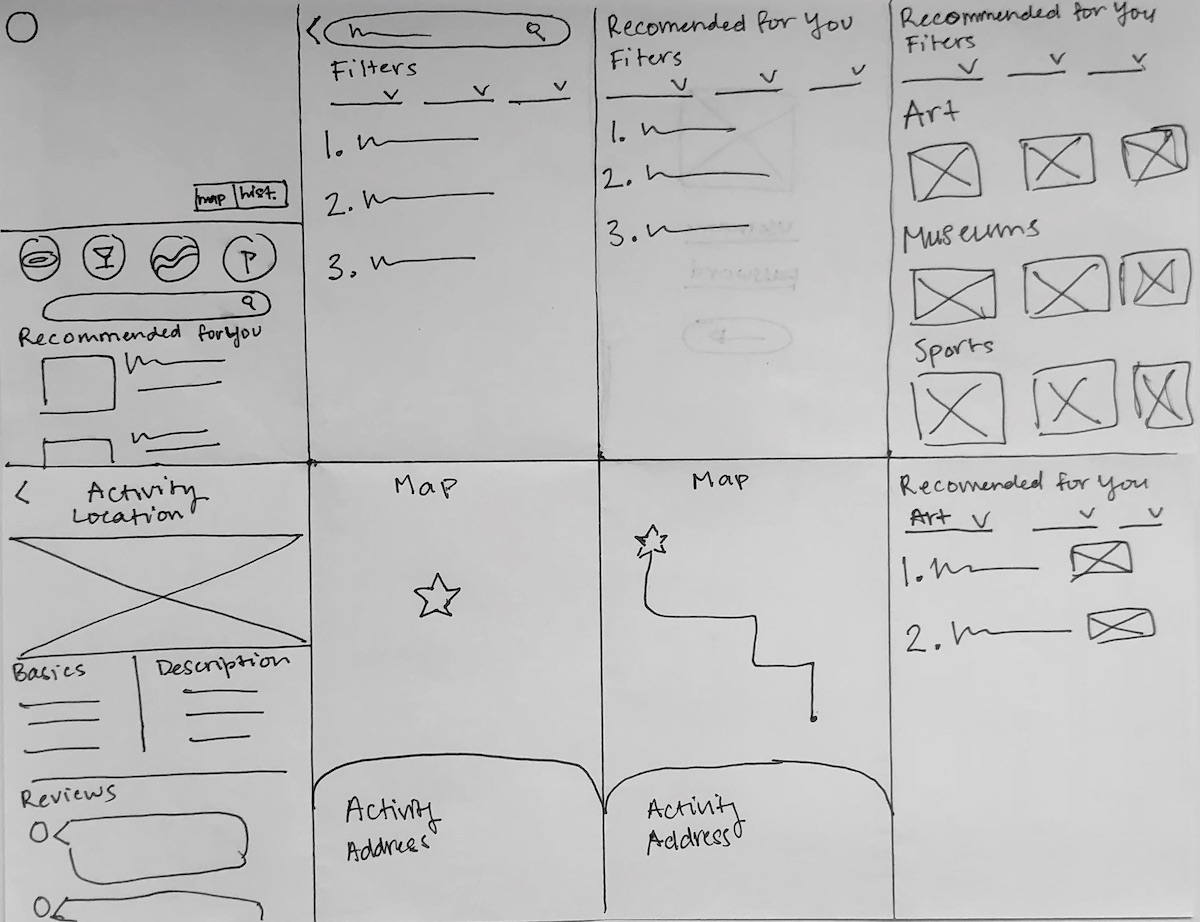 map hist.
P
Recommended for you
Filters
1.
2.
3.
Recomended for you
Fiters
1.
2.
3.
Recommended for you
Fiters
Art
Museums
Sports
< Activity
Location
Basics
Description
Reviews
Map
Activity
Address
Map
Activity
Address
Recomended for you
Art
1.
2.